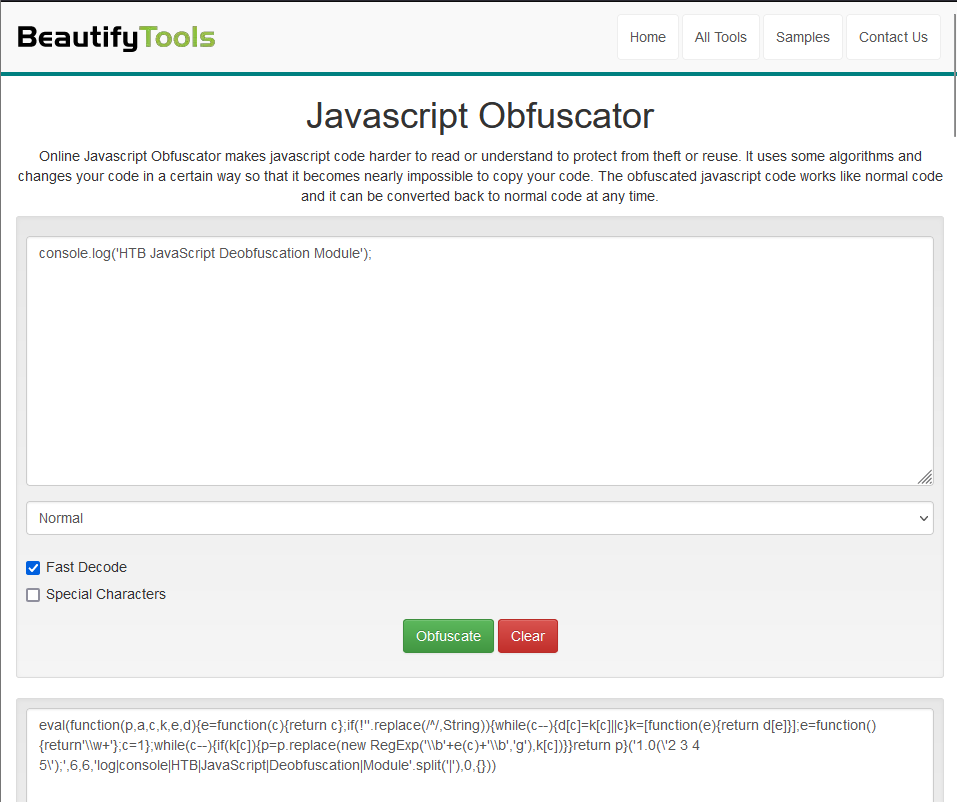 BeautifyTools
Home
All Tools
Samples
Contact Us
Javascript Obfuscator
Online Javascript Obfuscator makes javascript code harder to read or understand to protect from theft or reuse. It uses some algorithms and
changes your code in a certain way so that it becomes nearly impossible to copy your code. The obfuscated javascript code works like normal code
and it can be converted back to normal code at any time.
console.log('HTB JavaScript Deobfuscation Module');
Normal
Fast Decode
Special Characters
Obfuscate
Clear
eval(function(p,a,c,k,e,d){e=function(c){return c};if(!''.replace(/^/,String)){while(c--){d[c]=k[c]||c}k=[function(e){return d[e]}];e=function()
{return'\\w+'};c=1};while(c--){if(k[c]){p=p.replace(new RegExp('\\b'+e(c)+'\\b','g'),k[c])}}return p}('1.0(\'2 3 4
5\');',6,6,'log|console|HTB|JavaScript|Deobfuscation|Module'.split('|'),0,{}))